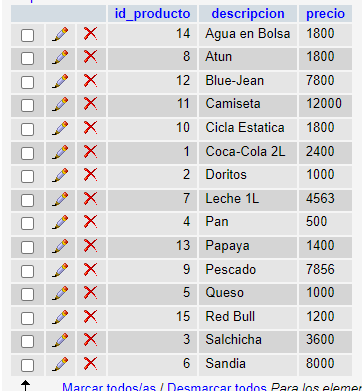 id_producto descripcion precio
14 Agua en Bolsa 1800
8 Atun 1800
12 Blue-Jean 7800
11 Camiseta 12000
10 Cicla Estatica 1800
1 Coca-Cola 2L 2400
2 Doritos 1000
7 Leche 1L 4563
4 Pan 500
13 Papaya 1400
9 Pescado 7856
5 Queso 1000
15 Red Bull 1200
3 Salchicha 3600
6 Sandia 8000
Marcar todos/as / Desmarcar todos Para los